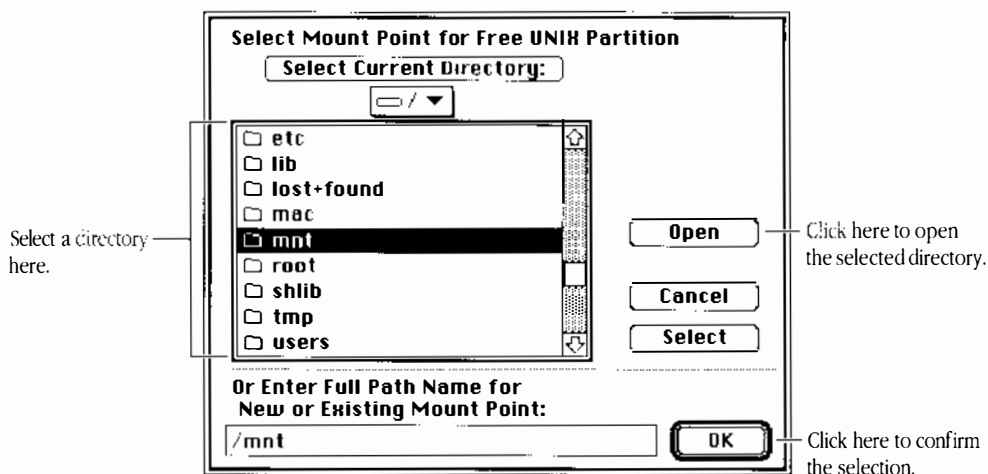 Select Mount Point for Free UNIX Partition
Select Current Directory:
/
etc
lib
lost+found
mac
mnt
root
shlib
tmp
users
Select a directory
here.
Open
Click here to open
the selected directory.
Cancel
Select
Or Enter Full Path Name for
New or Existing Mount Point:
/mnt
OK
Click here to confirm
the selection.